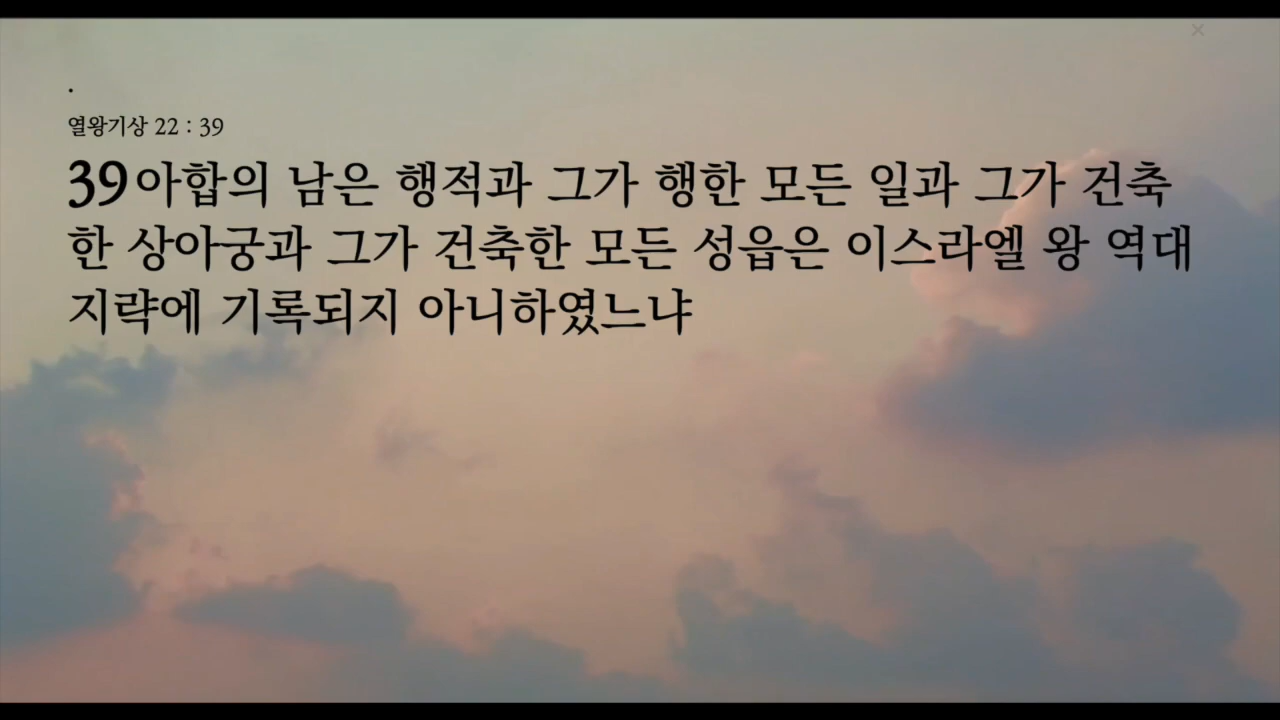 .
열왕기상 22 : 39
39아합의 남은 행적과 그가 행한 모든 일과 그가 건축
한 상아궁과 그가 건축한 모든 성읍은 이스라엘 왕 역대
지략에 기록되지 아니하였느냐